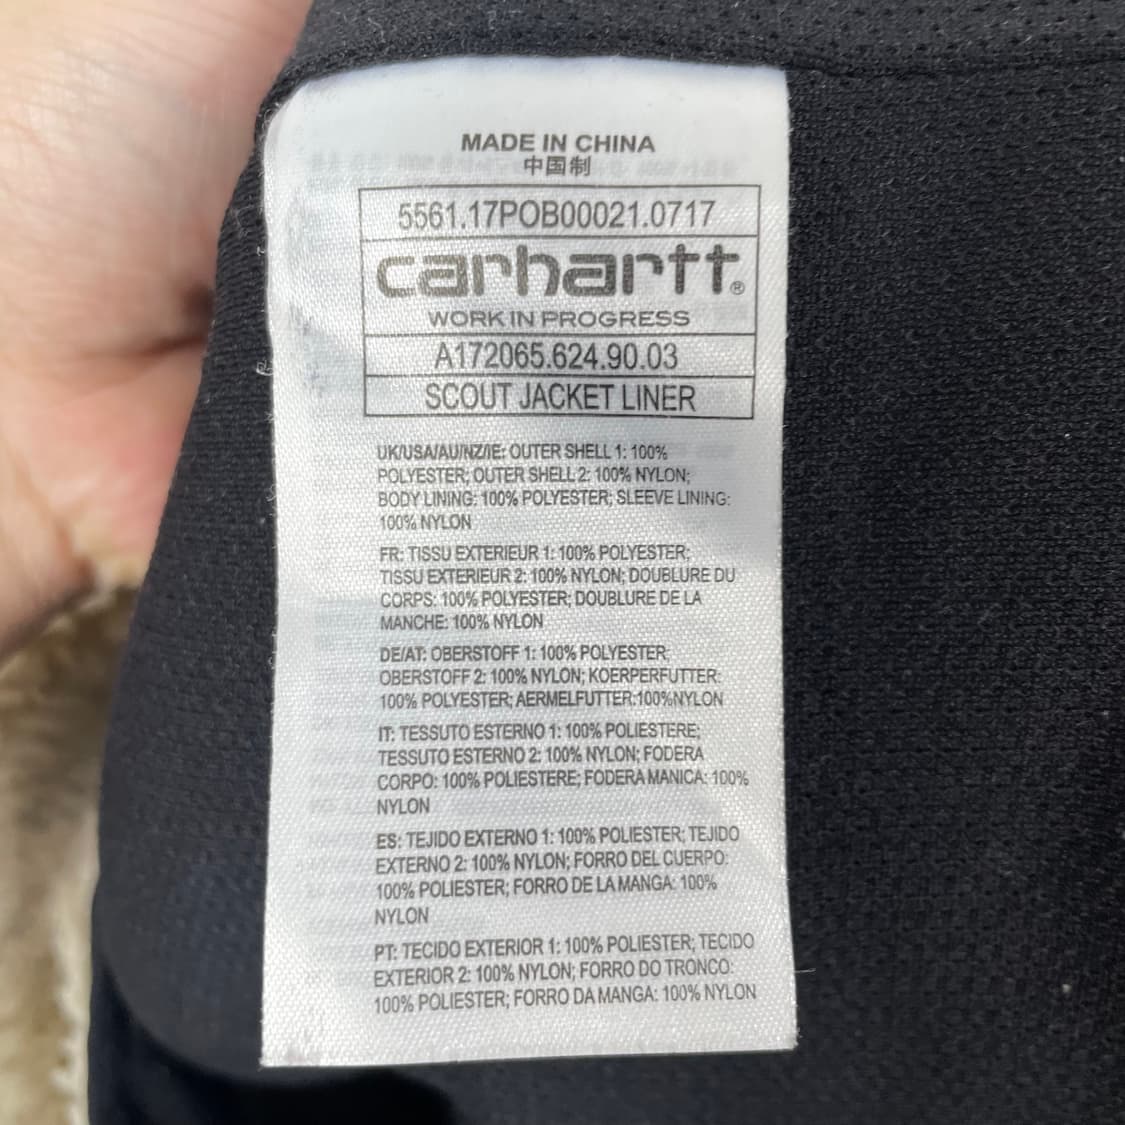 MADE IN CHINA
中国制
5561.17POB00021.0717
carhartt®
WORK IN PROGRESS
A172065.624.90.03
SCOUT JACKET LINER
UK/USA/AU/NZ/IE: OUTER SHELL 1: 100%
POLYESTER; OUTER SHELL 2: 100% NYLON;
BODY LINING: 100% POLYESTER; SLEEVE LINING:
100% NYLON
FR: TISSU EXTERIEUR 1: 100% POLYESTER;
TISSU EXTERIEUR 2: 100% NYLON; DOUBLURE DU
CORPS: 100% POLYESTER; DOUBLURE DE LA
MANCHE: 100% NYLON
DE/AT: OBERSTOFF 1: 100% POLYESTER;
OBERSTOFF 2: 100% NYLON; KOERPERFUTTER:
100% POLYESTER; AERMELFUTTER:100%NYLON
IT: TESSUTO ESTERNO 1: 100% POLIESTERE;
TESSUTO ESTERNO 2: 100% NYLON; FODERA
CORPO: 100% POLIESTERE; FODERA MANICA: 100%
NYLON
ES: TEJIDO EXTERNO 1: 100% POLIESTER; TEJIDO
EXTERNO 2: 100% NYLON; FORRO DEL CUERPO:
100% POLIESTER; FORRO DE LA MANGA: 100%
NYLON
PT: TECIDO EXTERIOR 1: 100% POLIESTER; TECIDO
EXTERIOR 2: 100% NYLON; FORRO DO TRONCO:
100% POLIESTER; FORRO DA MANGA: 100% NYLON